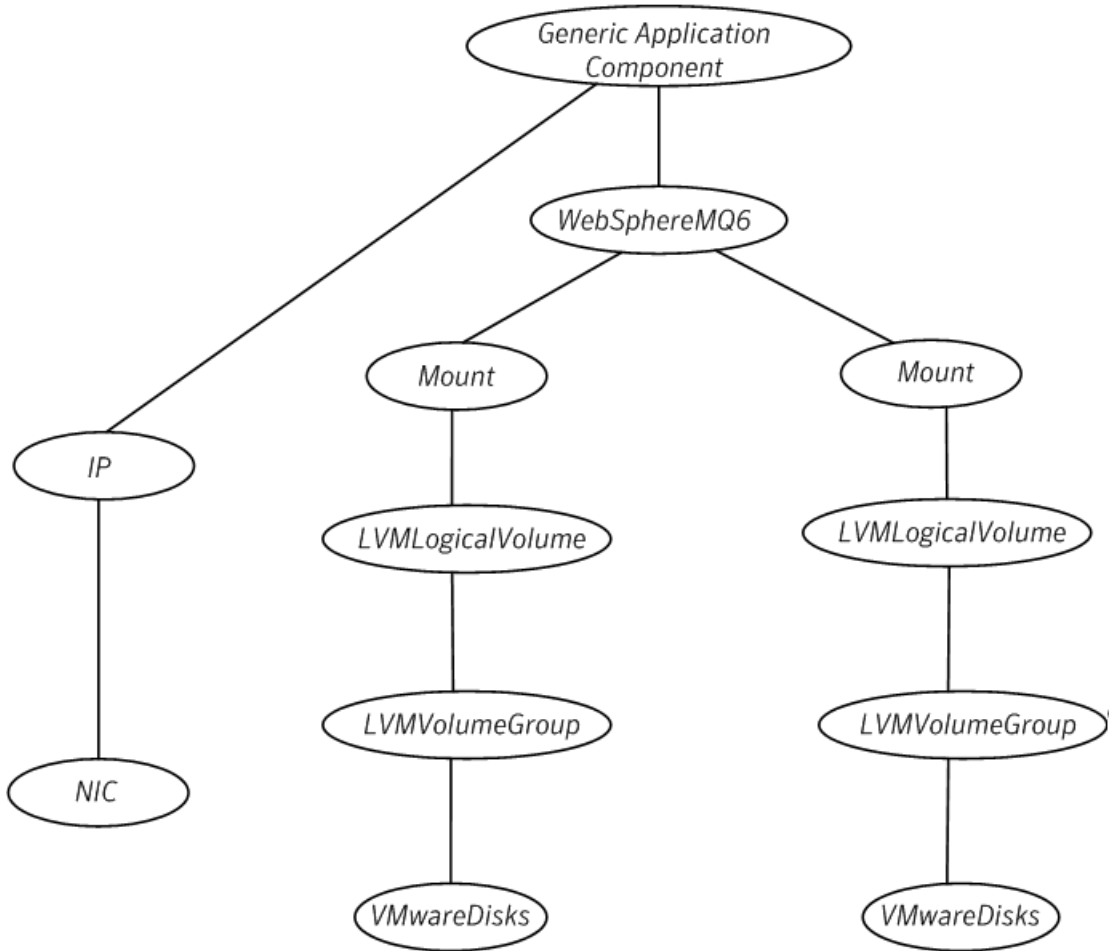 Generic Application
Component
WebSphereMQ6
Mount
Mount
IP
LVMLogicalVolume
LVMLogicalVolume
LVMVolumeGroup
LVMVolumeGroup
NIC
VMwareDisks
VMwareDisks